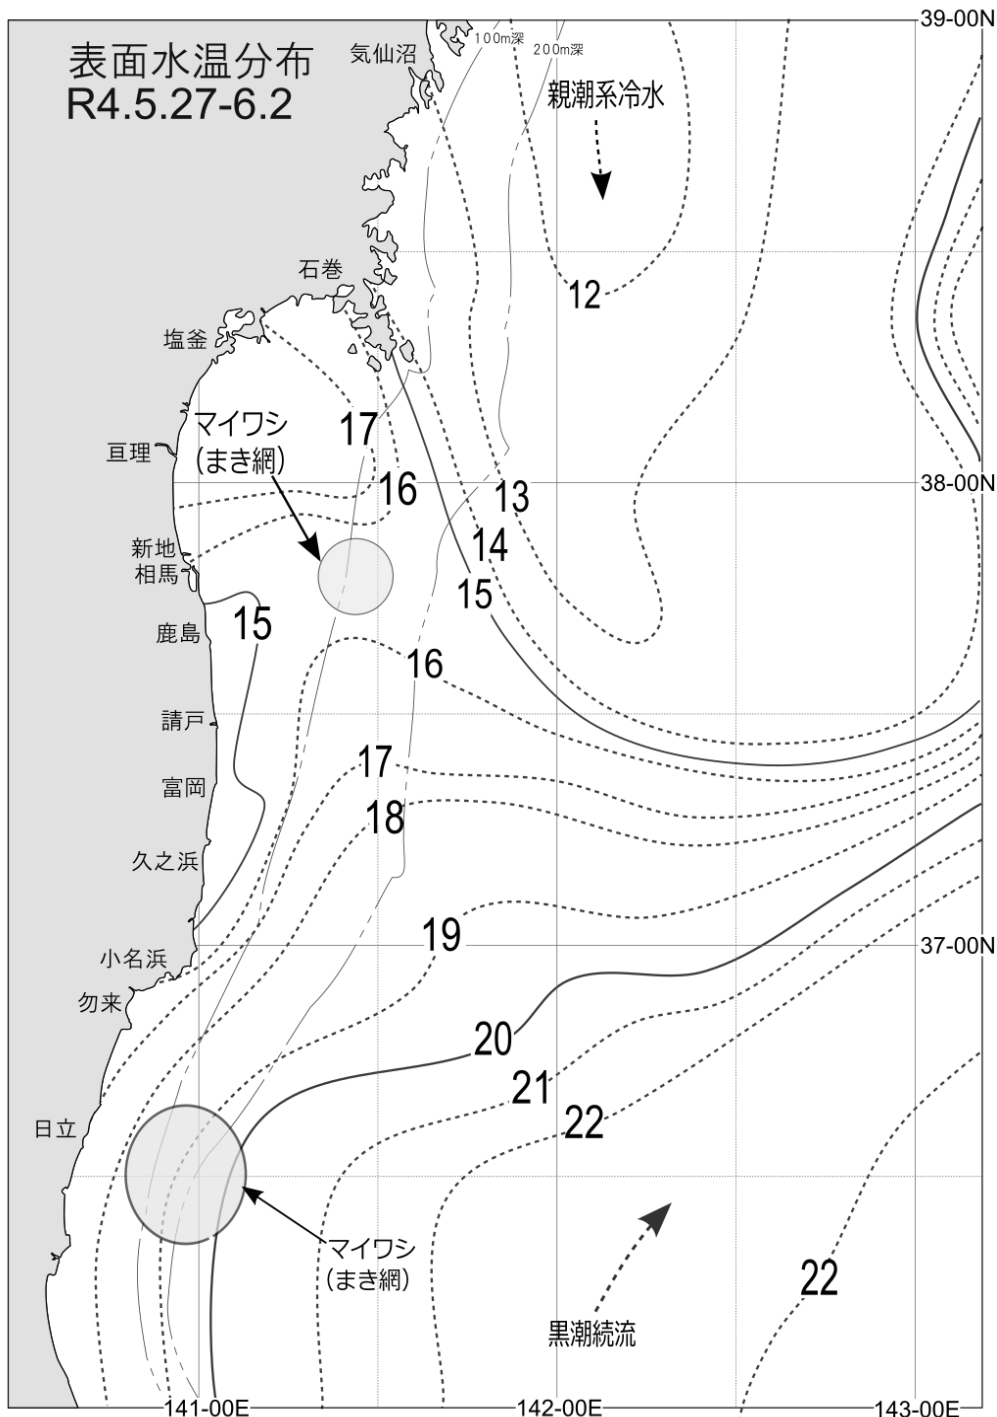 表面水温分布
R4.5.27-6.2
39-00N
気仙沼
100m深
200m深
親潮系冷水
石巻
12
塩釜
マイワシ
(まき網)
17
亘理
16
38-00N
13
新地
14
相馬
15
15
鹿島
16
請戸
17
富岡
18
久之浜
19
37-00N
小名浜
勿来
20
21
22
日立
マイワシ
(まき網)
22
黒潮続流
141-00E
142-00E
143-00E